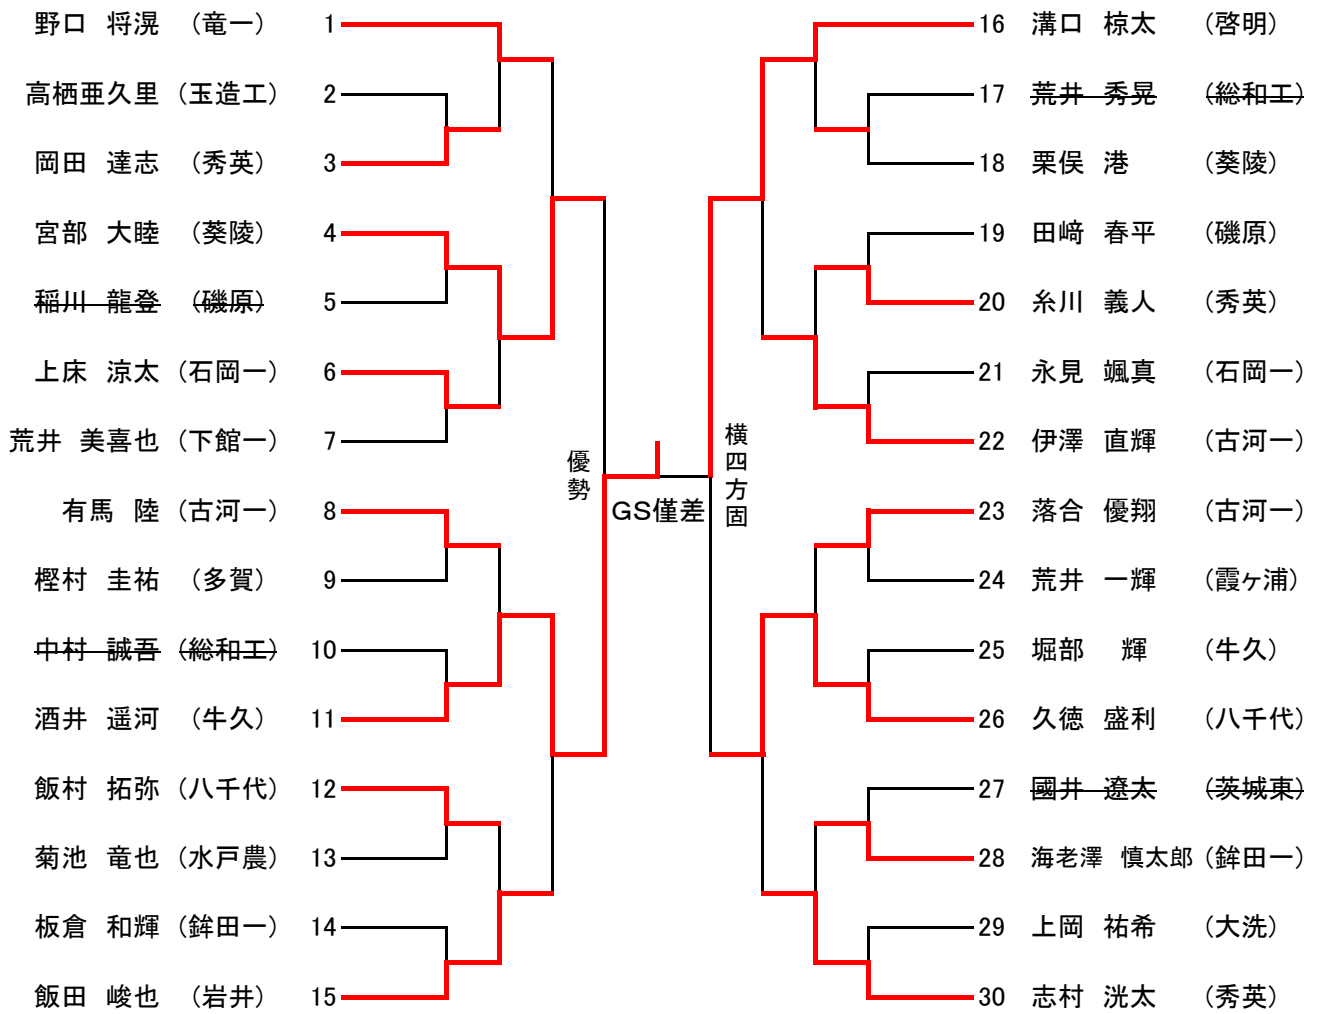 野口 将滉 (竜一) 1
高栖亜久里 (玉造工) 2
岡田 達志 (秀英) 3
宮部 大睦 (葵陵) 4
稲川 龍登 (磯原) 5
上床 涼太 (石岡一) 6
荒井 美喜也 (下館一) 7
有馬 陸 (古河一) 8
樫村 圭祐 (多賀) 9
中村 誠吾 (総和工) 10
酒井 遥河 (牛久) 11
飯村 拓弥 (八千代) 12
菊池 竜也 (水戸農) 13
板倉 和輝 (鉾田一) 14
飯田 峻也 (岩井) 15
優勢
GS僅差
横四方固
16 溝口 椋太 (啓明)
17 荒井 秀晃 (総和工)
18 栗俣 港 (葵陵)
19 田﨑 春平 (磯原)
20 糸川 義人 (秀英)
21 永見 颯真 (石岡一)
22 伊澤 直輝 (古河一)
23 落合 優翔 (古河一)
24 荒井 一輝 (霞ヶ浦)
25 堀部 輝 (牛久)
26 久徳 盛利 (八千代)
27 國井 遼太 (茨城東)
28 海老澤 慎太郎 (鉾田一)
29 上岡 祐希 (大洗)
30 志村 洸太 (秀英)